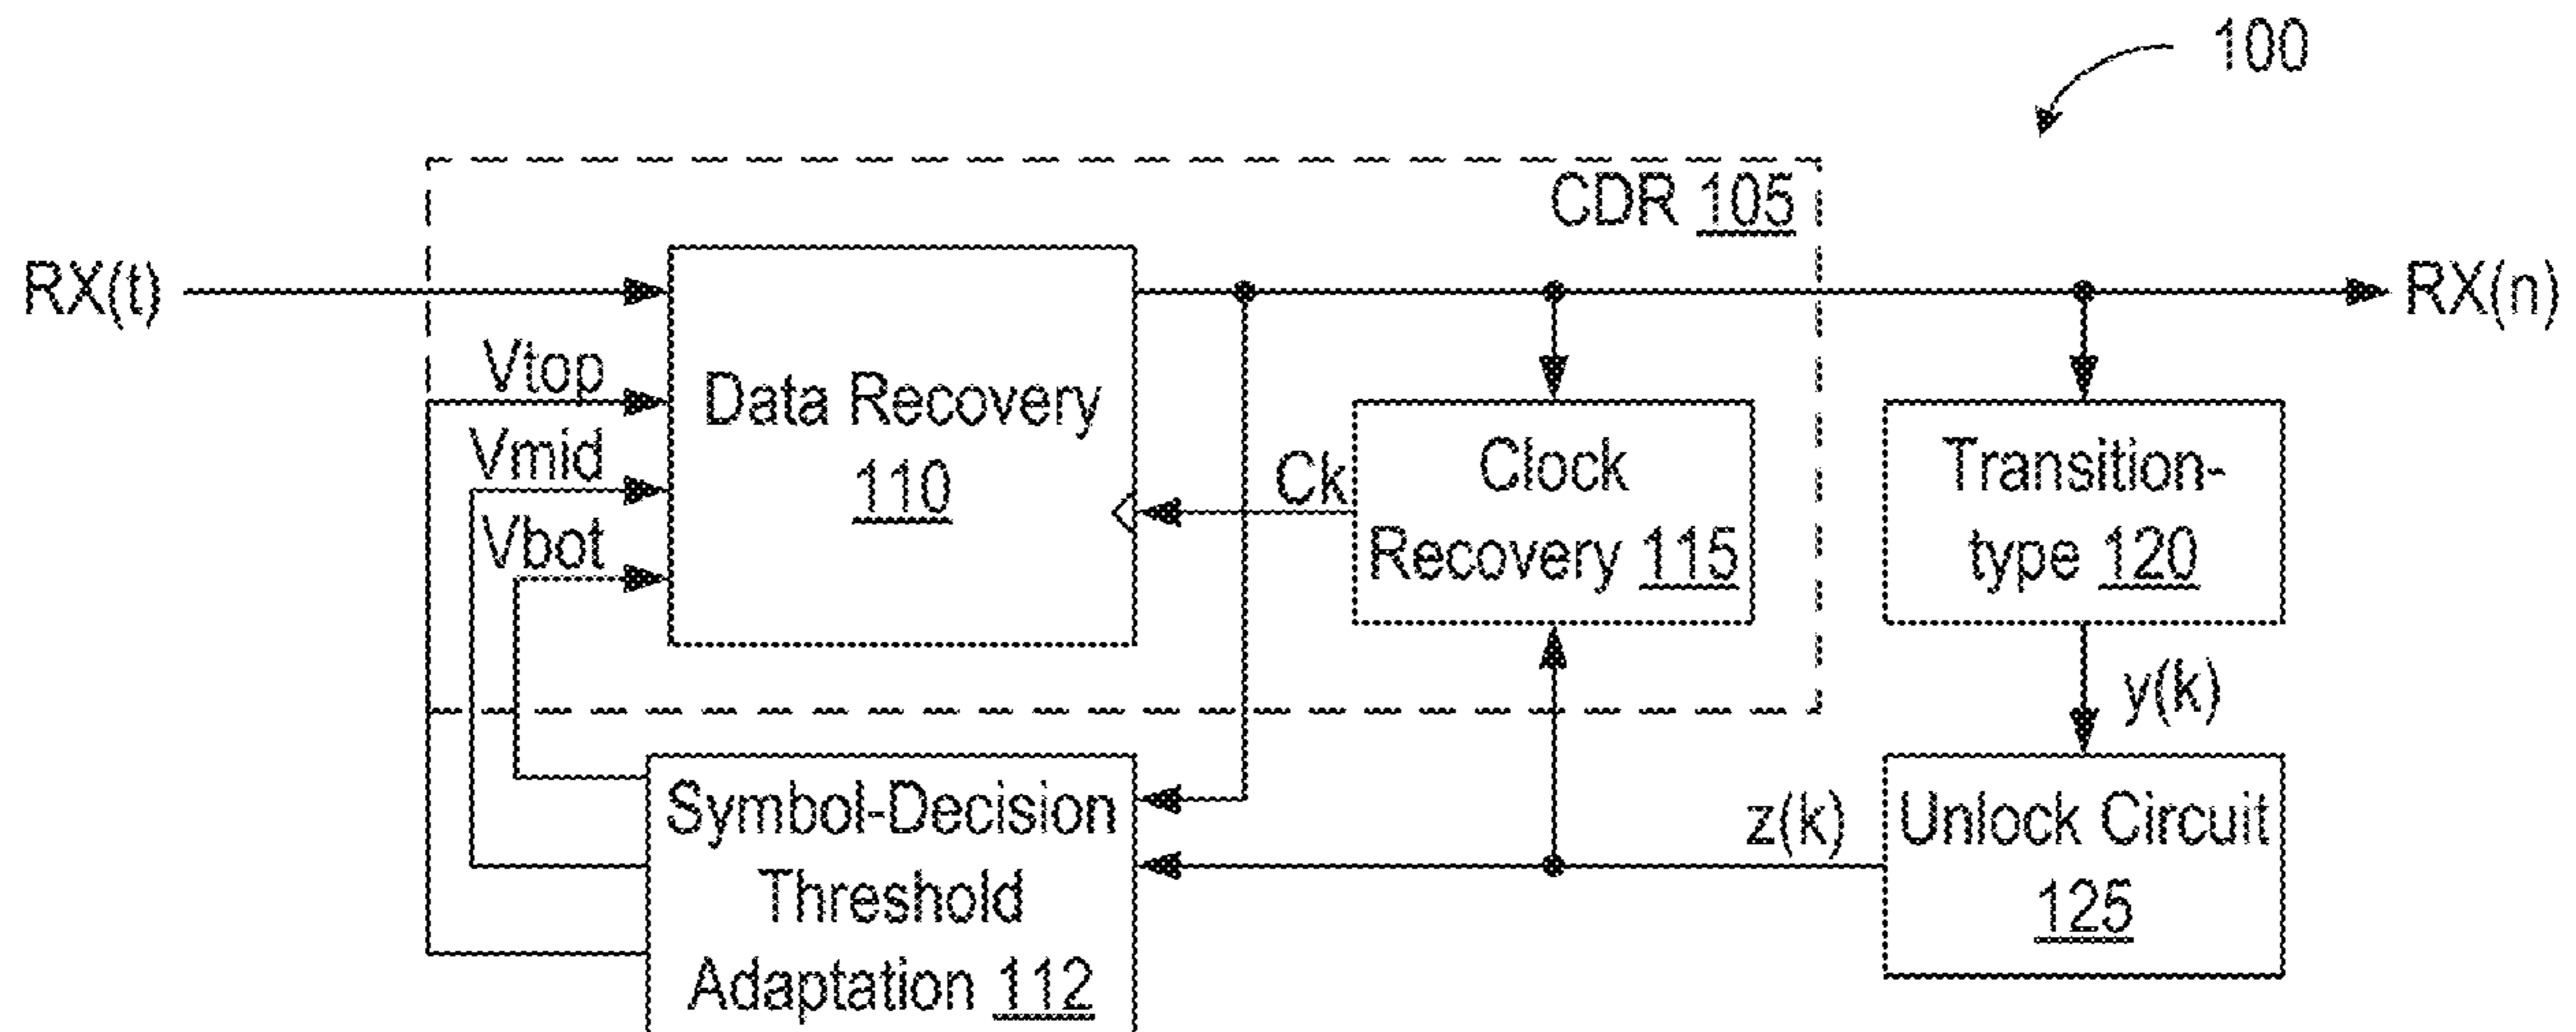 100
CDR 105
RX(t)
RX(n)
Vtop
Vmid
Vbot
Data Recovery
110
Ck
Clock
Recovery 115
Transition-
type 120
y(k)
Symbol-Decision
Threshold
Adaptation 112
z(k)
Unlock Circuit
125